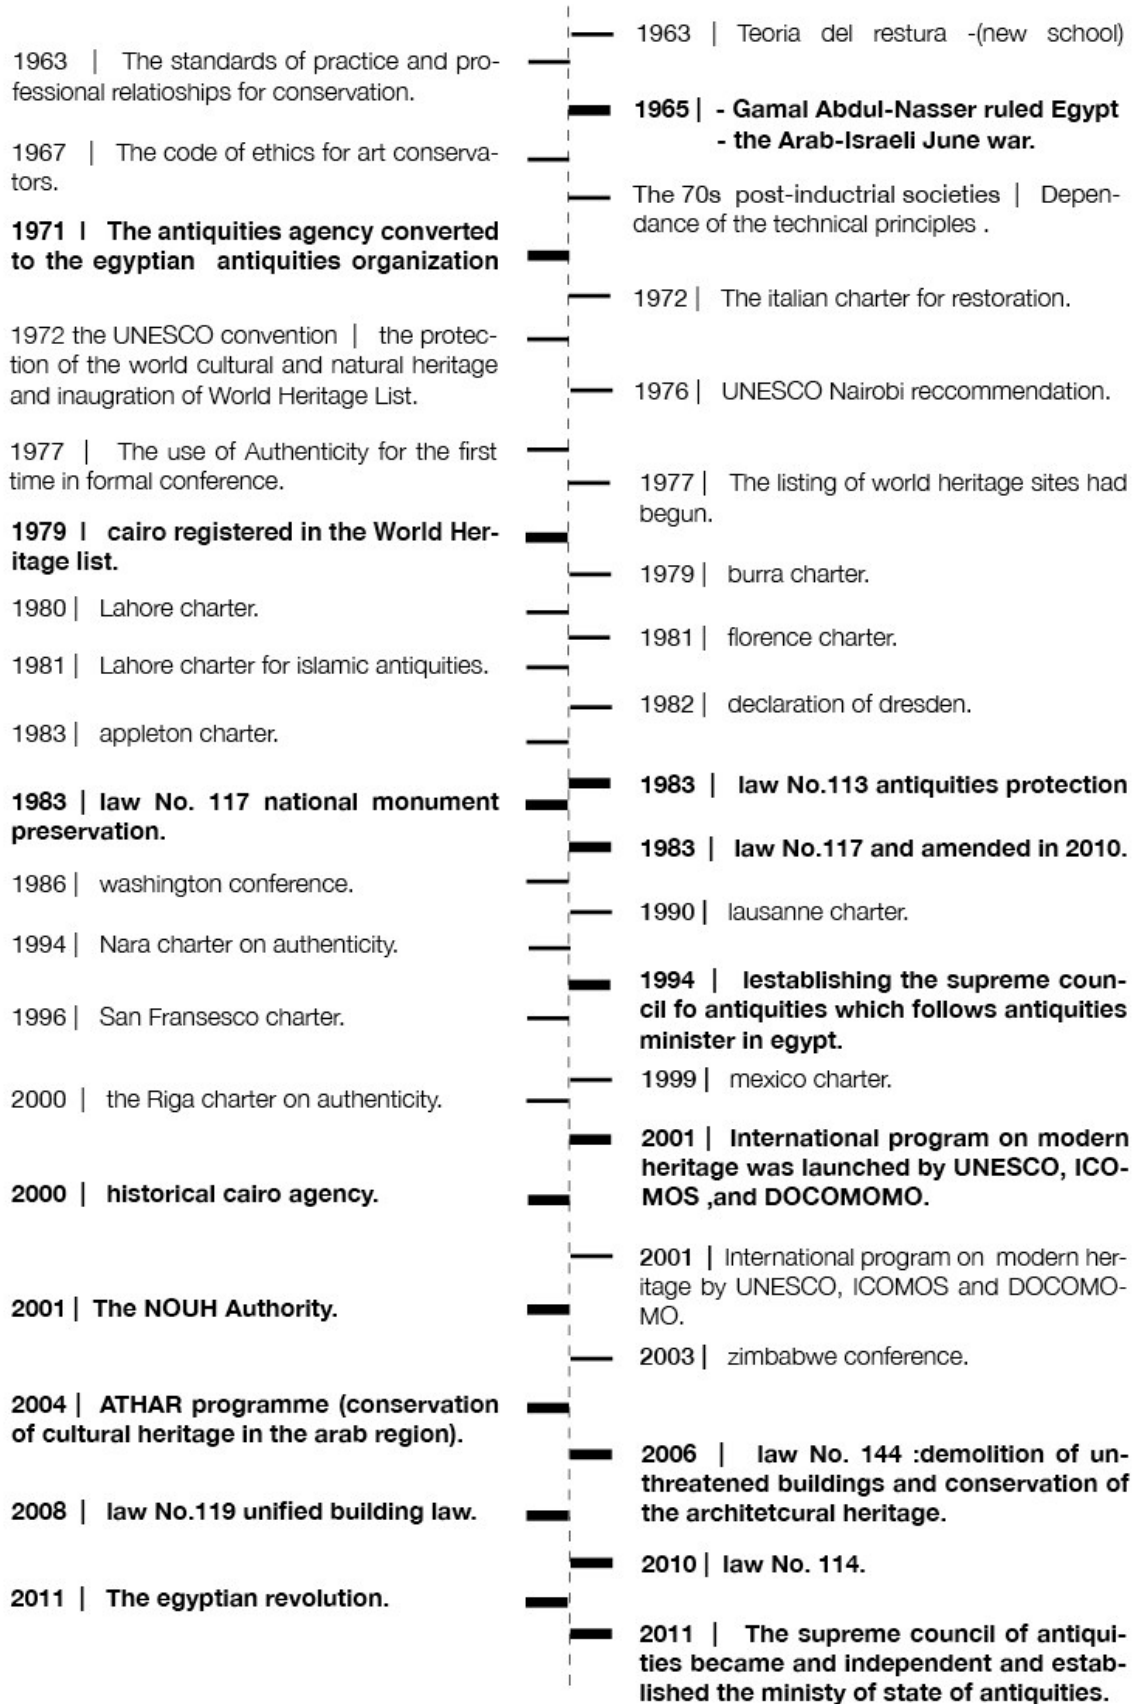 1963 | Teoria del restura -(new school)
1963 | The standards of practice and pro-
fessional relatioships for conservation.
1965 | - Gamal Abdul-Nasser ruled Egypt
- the Arab-Israeli June war.
1967 | The code of ethics for art conserva-
tors.
The 70s post-inductrial societies | Depen-
dance of the technical principles .
1971 I The antiquities agency converted
to the egyptian antiquities organization
1972 | The italian charter for restoration.
1972 the UNESCO convention | the protec-
tion of the world cultural and natural heritage
and inaugration of World Heritage List.
1976 | UNESCO Nairobi reccommendation.
1977 | The use of Authenticity for the first
time in formal conference.
1977 | The listing of world heritage sites had
begun.
1979 I cairo registered in the World Her-
itage list.
1979 | burra charter.
1980 | Lahore charter.
1981 | florence charter.
1981 | Lahore charter for islamic antiquities.
1982 | declaration of dresden.
1983 | appleton charter.
1983 | law No.113 antiquities protection
1983 | law No. 117 national monument
preservation.
1983 | law No.117 and amended in 2010.
1986 | washington conference.
1990 | lausanne charter.
1994 | Nara charter on authenticity.
1994 | lestablishing the supreme coun-
cil fo antiquities which follows antiquities
minister in egypt.
1996 | San Fransesco charter.
1999 | mexico charter.
2000 | the Riga charter on authenticity.
2001 | International program on modern
heritage was launched by UNESCO, ICO-
MOS ,and DOCOMOMO.
2000 | historical cairo agency.
2001 | International program on modern her-
itage by UNESCO, ICOMOS and DOCOMO-
MO.
2001 | The NOUH Authority.
2003 | zimbabwe conference.
2004 | ATHAR programme (conservation
of cultural heritage in the arab region).
2006 | law No. 144 :demolition of un-
threatened buildings and conservation of
the architetcural heritage.
2008 | law No.119 unified building law.
2010 | law No. 114.
2011 | The egyptian revolution.
2011 | The supreme council of antiqui-
ties became and independent and estab-
lished the ministy of state of antiquities.